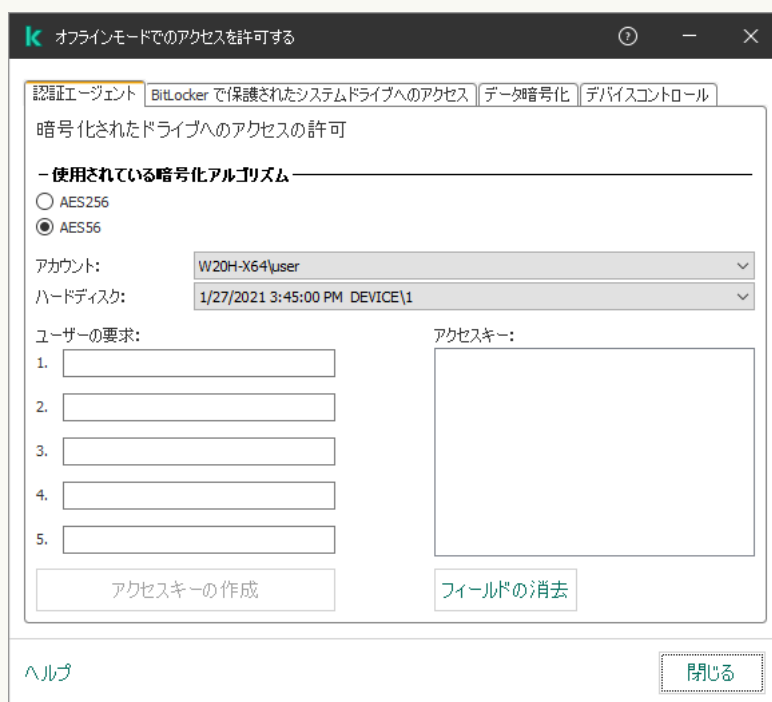 オフラインモードでのアクセスを許可する
認証エージェント BitLocker で保護されたシステムドライブへのアクセス データ暗号化 デバイスコントロール
暗号化されたドライブへのアクセスの許可
使用されている暗号化アルゴリズム
AES256
AES56
アカウント: W20H-X64\user
ハードディスク: 1/27/2021 3:45:00 PM DEVICE\1
ユーザーの要求: アクセスキー:
1.
2.
3.
4.
5.
アクセスキーの作成 フィールドの消去
ヘルプ 閉じる